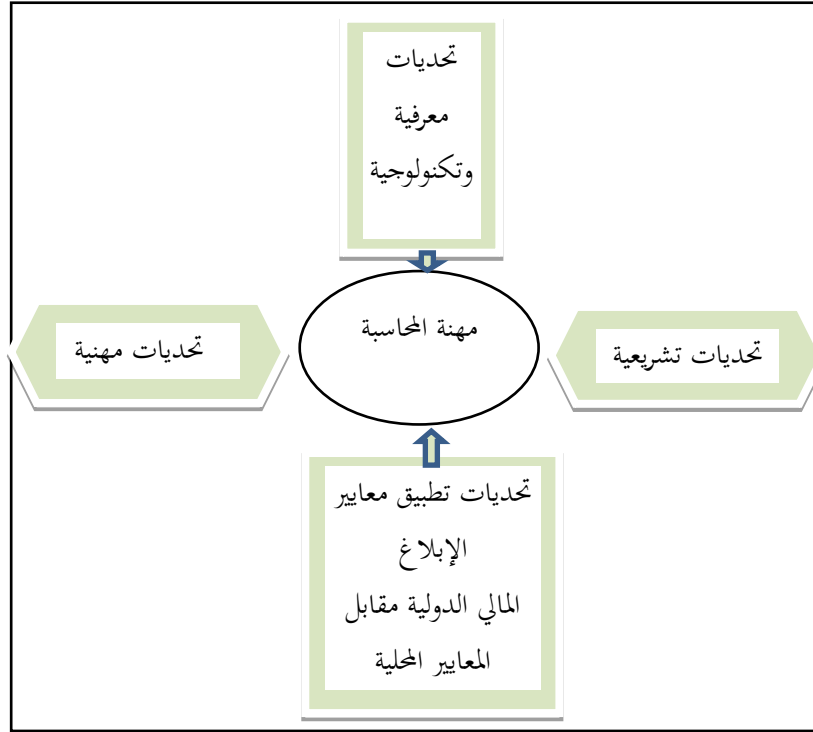 تحديات
معرفية
وتكنولوجية
مهنة المحاسبة
تحديات تشريعية
تحديات مهنية
تحديات تطبيق معايير
الإبلاغ
المالي الدولية مقابل
المعايير المحلية